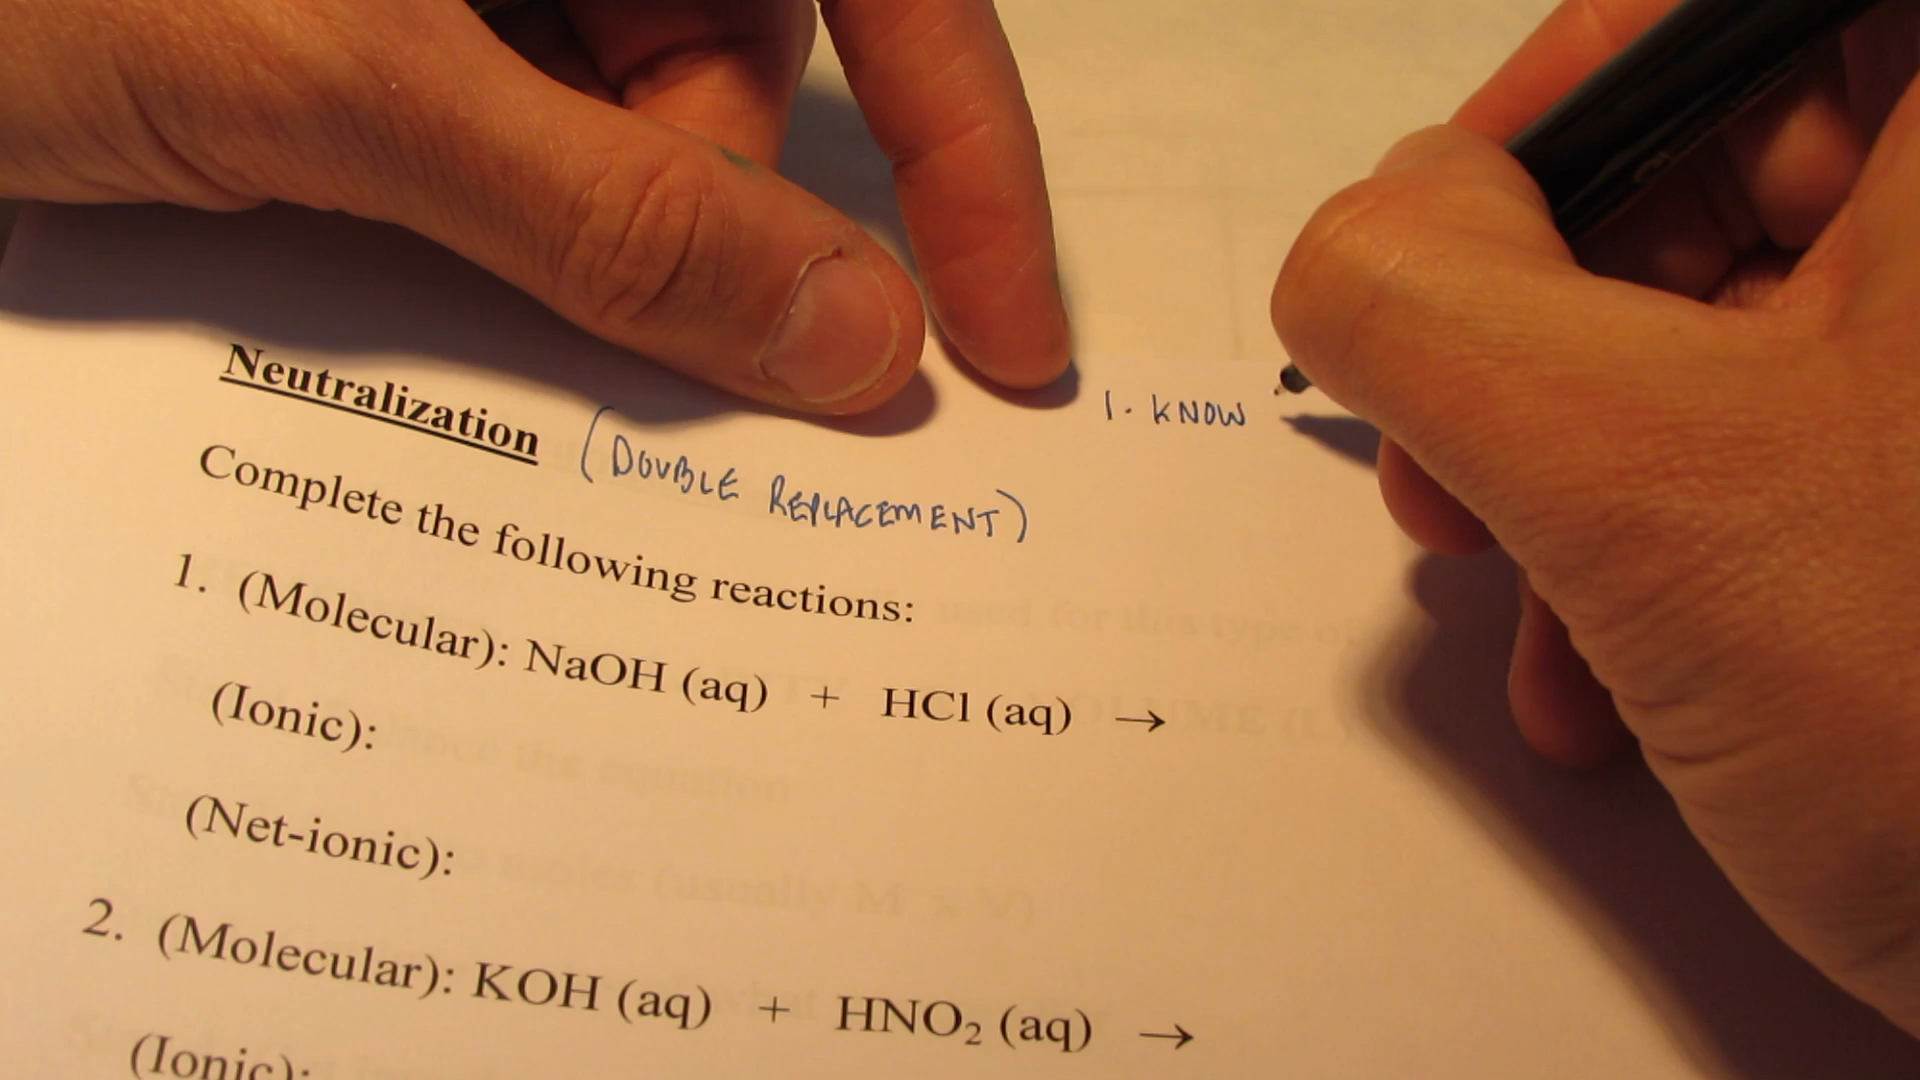 1. KNOW
Neutralization (DOUBLE REPLACEMENT)
Complete the following reactions:
1. (Molecular): NaOH (aq) + HCl (aq) →
(Ionic):
(Net-ionic):
2. (Molecular): KOH (aq) + HNO₂ (aq) →
(Ionic):